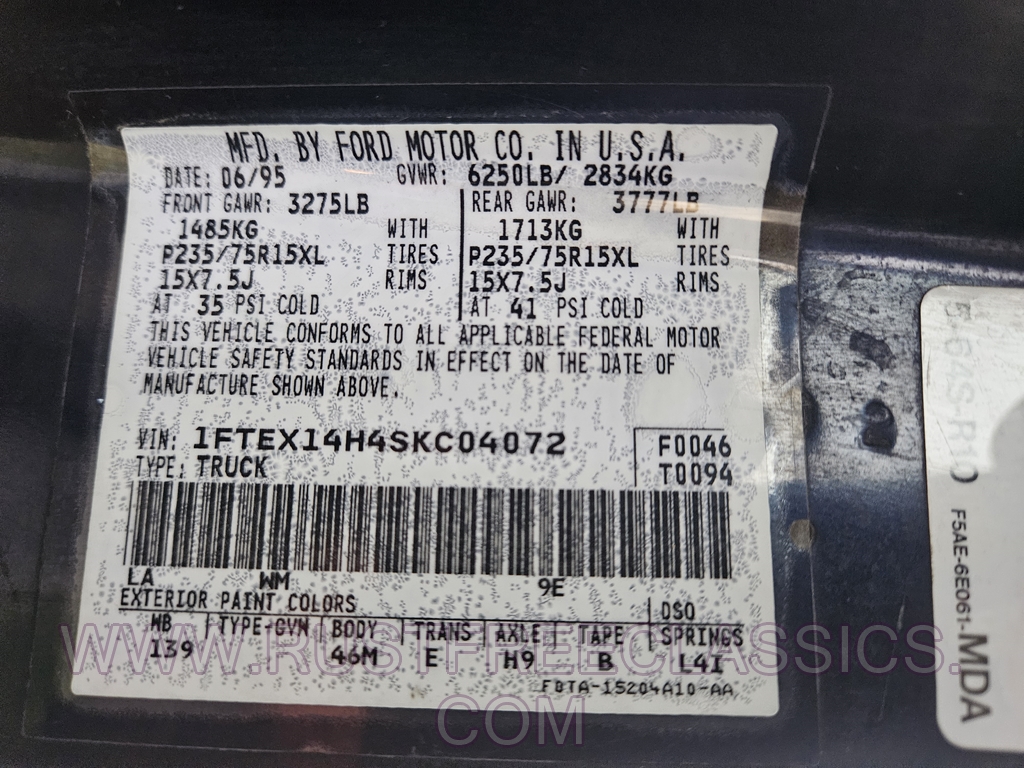 MFD. BY FORD MOTOR CO. IN U.S.A.
DATE: 06/95 GVWR: 6250LB/ 2834KG
FRONT GAWR: 3275LB REAR GAWR: 3777LB
1485KG WITH 1713KG WITH
P235/75R15XL TIRES P235/75R15XL TIRES
15X7.5J RIMS 15X7.5J RIMS
AT 35 PSI COLD AT 41 PSI COLD
THIS VEHICLE CONFORMS TO ALL APPLICABLE FEDERAL MOTOR
VEHICLE SAFETY STANDARDS IN EFFECT ON THE DATE OF
MANUFACTURE SHOWN ABOVE.
VIN: 1FTEX14H4SKC04072 F0046
TYPE: TRUCK T0094
LA WM 9E
EXTERIOR PAINT COLORS DSO
WB TYPE-GVW BODY TRANS AXLE TAPE SPRINGS
139 46M E H9 B L4I
F0TA-15204A10-AA
5-64S-R10
F5AE-6E061-MDA
WWW.RUSTFREECLASSICS.
COM